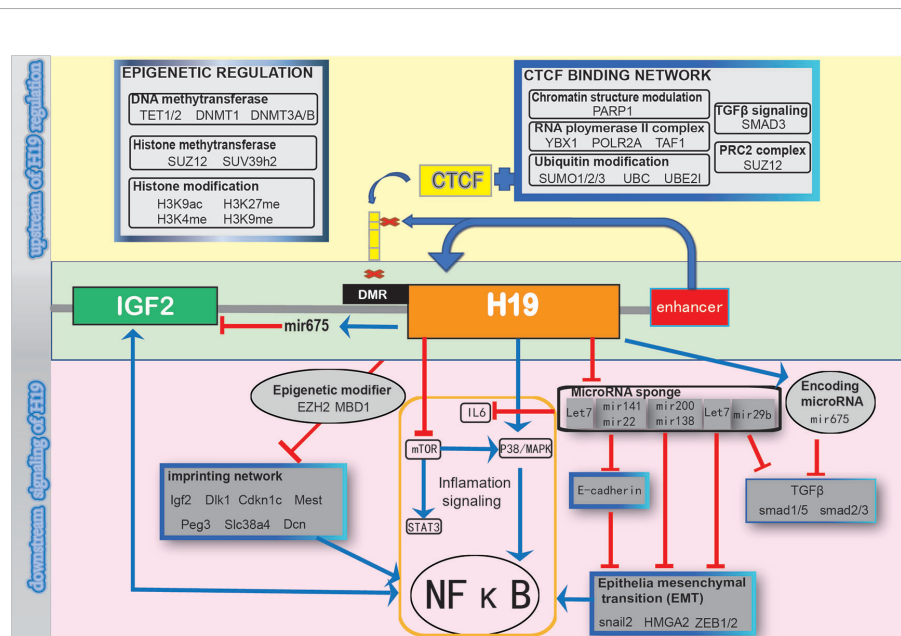 upstream of H19 regulation
EPIGENETIC REGULATION
DNA methytransferase
TET1/2 DNMT1 DNMT3A/B
Histone methytransferase
SUZ12 SUV39h2
Histone modification
H3K9ac H3K27me
H3K4me H3K9me
CTCF
CTCF BINDING NETWORK
Chromatin structure modulation
PARP1
RNA ploymerase II complex
YBX1 POLR2A TAF1
Ubiquitin modification
SUMO1/2/3 UBC UBE2I
TGFβ signaling
SMAD3
PRC2 complex
SUZ12
IGF2
mir675
DMR
H19
enhancer
downstream signaling of H19
Epigenetic modifier
EZH2 MBD1
imprinting network
Igf2 Dlk1 Cdkn1c Mest
Peg3 Slc38a4 Dcn
IL6
mTOR
P38/MAPK
Inflamation
signaling
STAT3
NF κ B
MicroRNA sponge
Let7 mir141 mir22 mir200 mir138 Let7 mir29b
Encoding
microRNA
mir675
E-cadherin
TGFβ
smad1/5 smad2/3
Epithelia mesenchymal
transition (EMT)
snail2 HMGA2 ZEB1/2